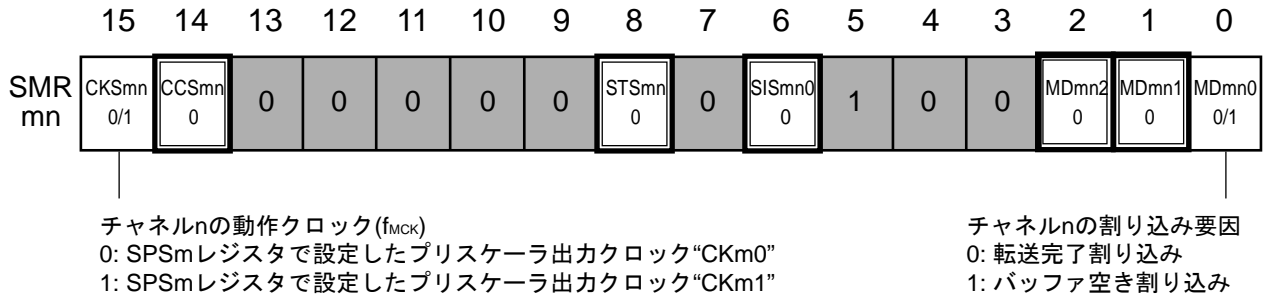 15 14 13 12 11 10 9 8 7 6 5 4 3 2 1 0
SMR
mn
CKSmn CCSmn 0 0 0 0 0 STSmn 0 SISmn0 1 0 0 MDmn2 MDmn1 MDmn0
0/1 0 0 0 0 0 0/1
チャネルnの動作クロック(fMCK)
0: SPSmレジスタで設定したプリスケーラ出力クロック“CKm0”
1: SPSmレジスタで設定したプリスケーラ出力クロック“CKm1”
チャネルnの割り込み要因
0: 転送完了割り込み
1: バッファ空き割り込み